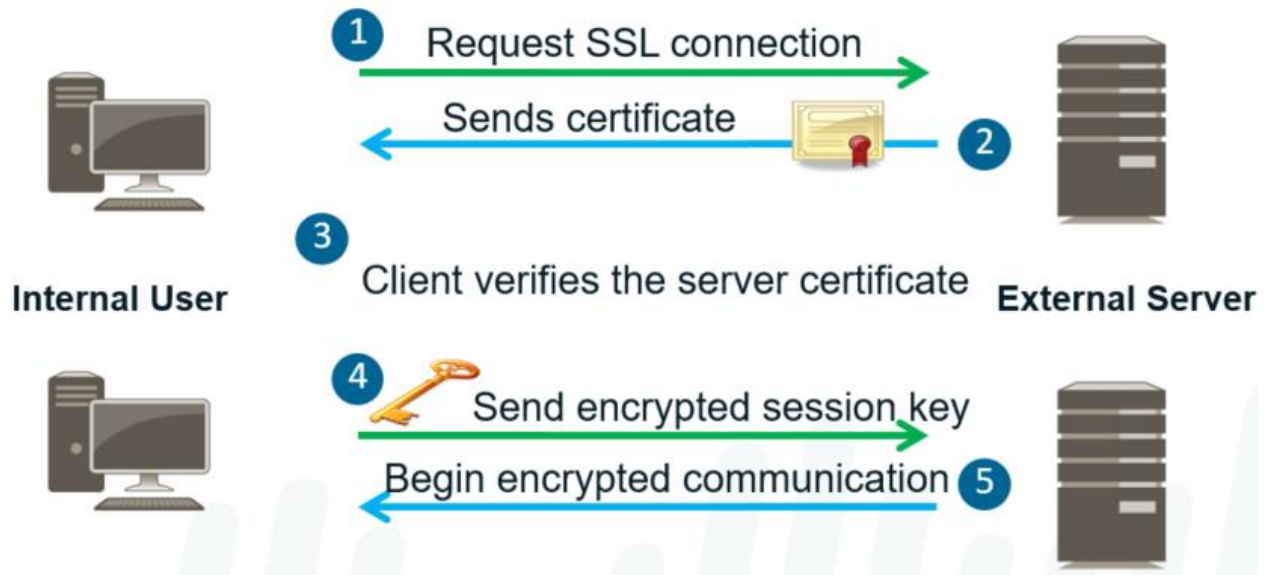 1
Request SSL connection
Sends certificate
2
3
Client verifies the server certificate
Internal User
External Server
4
Send encrypted session key
Begin encrypted communication
5